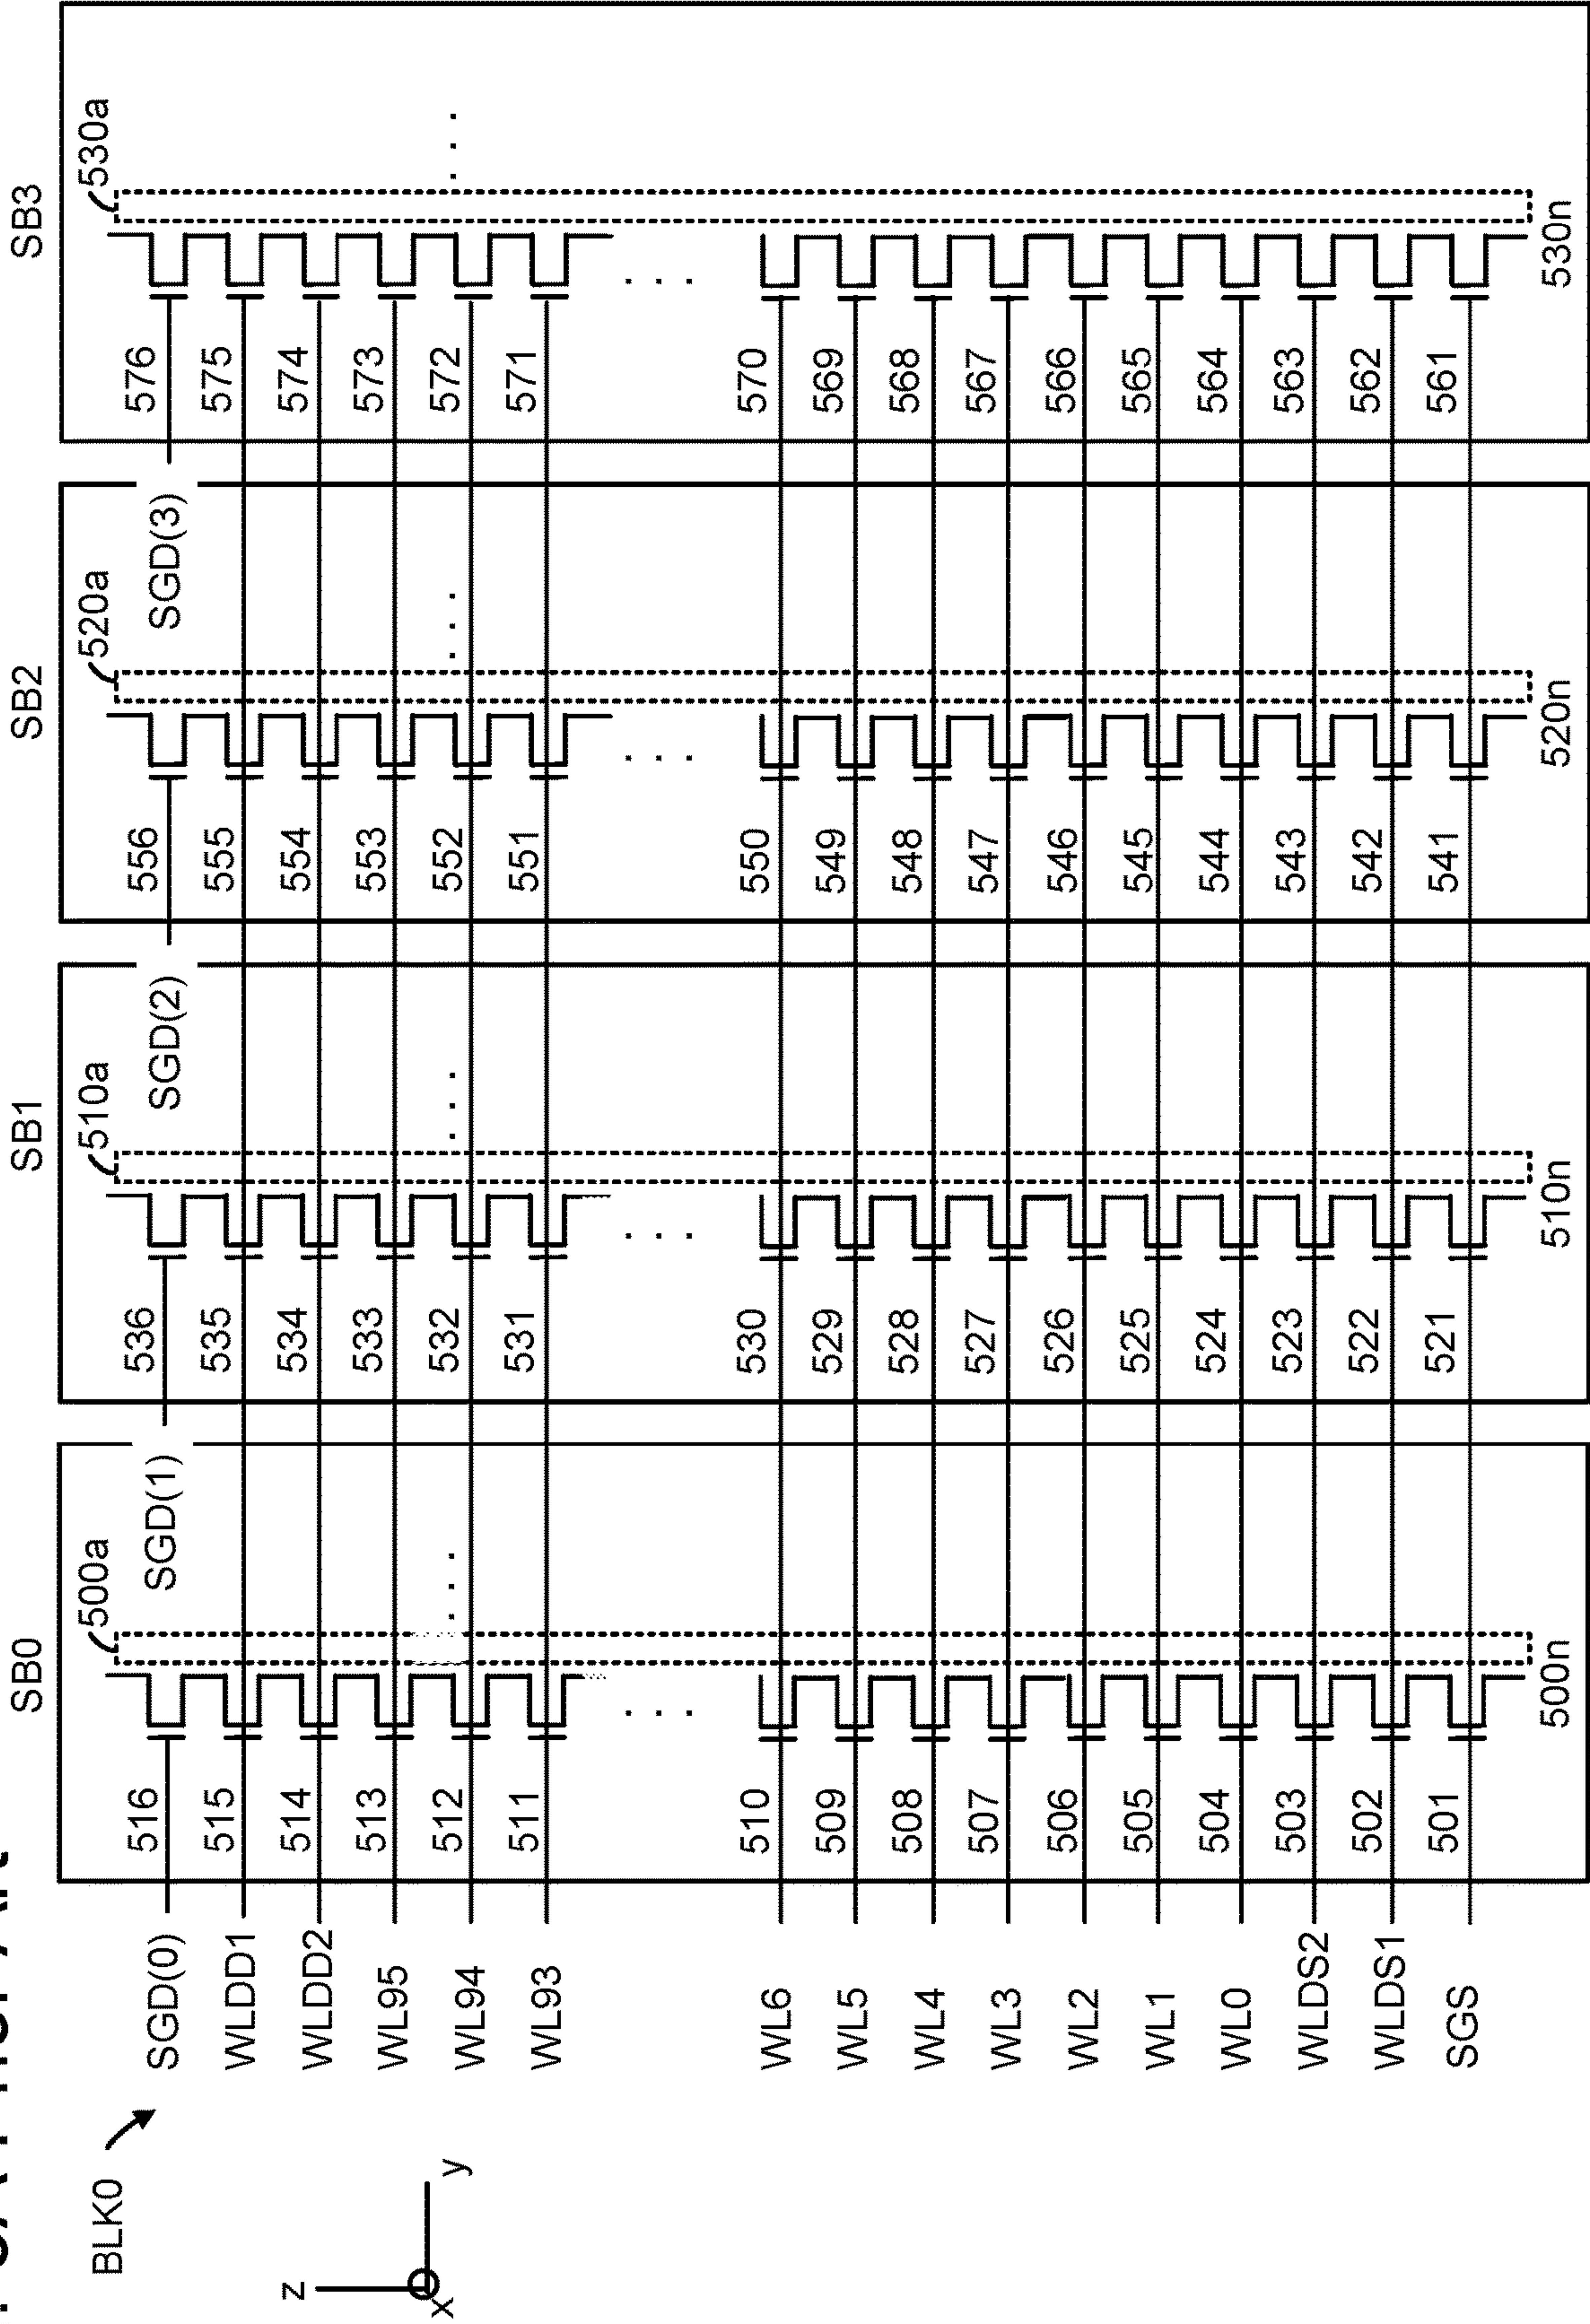 SB0 SB1 SB2 SB3
BLK0
500a 510a 520a 530a
SGD(0) 516 SGD(1) 536 SGD(2) 556 SGD(3) 576
WLDD1 515 535 555 575
WLDD2 514 534 554 574
WL95 513 533 553 573
WL94 512 532 552 572
WL93 511 531 551 571
z
x
y
WL6 510 530 550 570
WL5 509 529 549 569
WL4 508 528 548 568
WL3 507 527 547 567
WL2 506 526 546 566
WL1 505 525 545 565
WL0 504 524 544 564
WLDS2 503 523 543 563
WLDS1 502 522 542 562
SGS 501 521 541 561
500n 510n 520n 530n